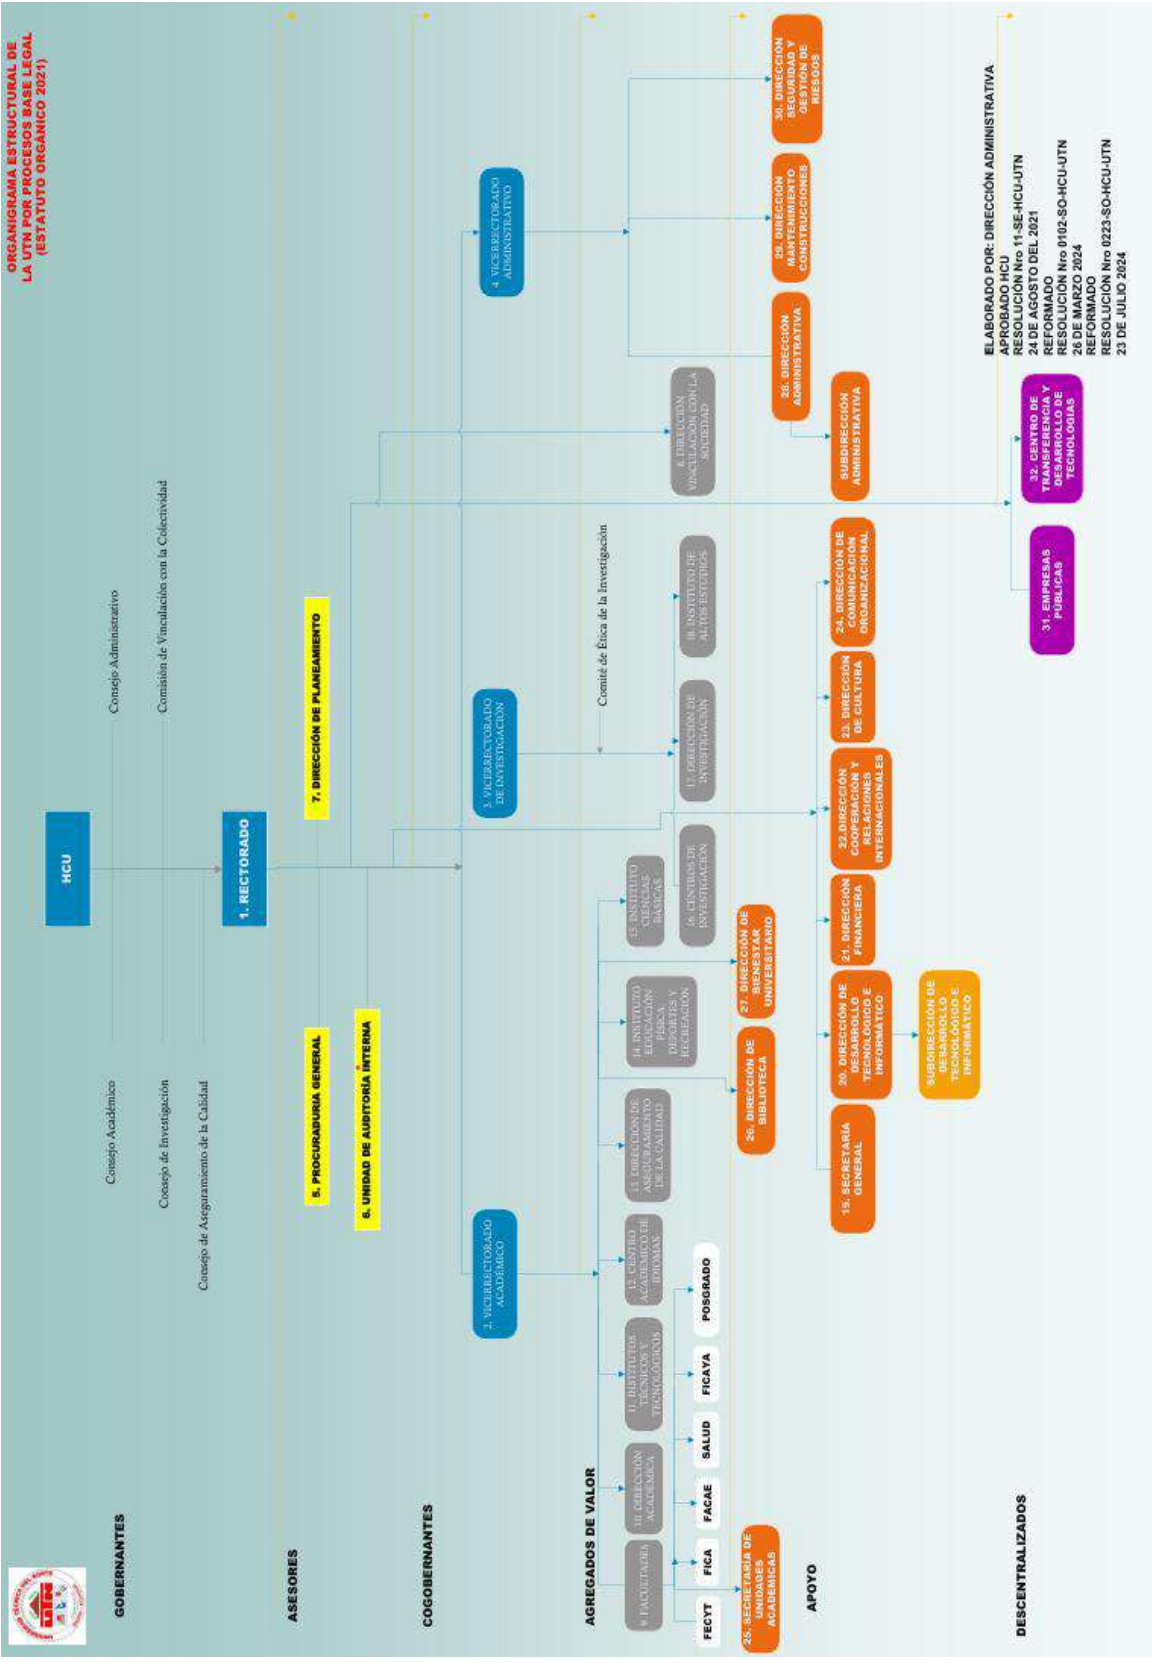 ORGANIGRAMA ESTRUCTURAL DE
LA UTN POR PROCESOS BASE LEGAL
(ESTATUTO ORGÁNICO 2021)
GOBERNANTES
HCU
Consejo Académico
Consejo Administrativo
Consejo de Investigación
Comisión de Vinculación con la Colectividad
Consejo de Aseguramiento de la Calidad
1. RECTORADO
ASESORES
5. PROCURADURIA GENERAL
7. DIRECCIÓN DE PLANEAMIENTO
6. UNIDAD DE AUDITORÍA INTERNA
COGOBERNANTES
2. VICERRECTORADO
ACADÉMICO
3. VICERRECTORADO
DE INVESTIGACIÓN
4. VICERRECTORADO
ADMINISTRATIVO
AGREGADOS DE VALOR
Comité de Ética de la Investigación
9. FACULTADES
10. DIRECCIÓN
ACADÉMICA
11. INSTITUTOS
TÉCNICOS Y
TECNOLÓGICOS
12. CENTRO
ACADEMICO DE
IDIOMAS
13. DIRECCIÓN DE
ASEGURAMIENTO
DE LA CALIDAD
14. INSTITUTO
EDUCACIÓN
FÍSICA,
DEPORTES Y
RECREACIÓN
15. INSTITUTO
CIENCIAS
BÁSICAS
16. CENTROS DE
INVESTIGACIÓN
17. DIRECCIÓN DE
INVESTIGACIÓN
18. INSTITUTO DE
ALTOS ESTUDIOS
8. DIRECCIÓN
VINCULACIÓN CON LA
SOCIEDAD
FECYT
FICA
FACAE
SALUD
FICAYA
POSGRADO
25. SECRETARÍA DE
UNIDADES
ACADEMICAS
26. DIRECCIÓN DE
BIBLIOTECA
27. DIRECCIÓN DE
BIENESTAR
UNIVERSITARIO
28. DIRECCIÓN
ADMINISTRATIVA
29. DIRECCIÓN
MANTENIMIENTO
CONSTRUCCIONES
30. DIRECCIÓN
SEGURIDAD Y
GESTIÓN DE
RIESGOS
APOYO
19. SECRETARÍA
GENERAL
20. DIRECCIÓN DE
DESARROLLO
TECNOLÓGICO E
INFORMÁTICO
21. DIRECCIÓN
FINANCIERA
22.DIRECCIÓN
COOPERACIÓN Y
RELACIONES
INTERNACIONALES
23. DIRECCIÓN
DE CULTURA
24. DIRECCIÓN DE
COMUNICACIÓN
ORGANIZACIONAL
SUBDIRECCIÓN
ADMINISTRATIVA
SUBDIRECCIÓN DE
DESARROLLO
TECNOLÓGICO E
INFORMÁTICO
DESCENTRALIZADOS
31. EMPRESAS
PÚBLICAS
32. CENTRO DE
TRANSFERENCIA Y
DESARROLLO DE
TECNOLOGIAS
ELABORADO POR: DIRECCIÓN ADMINISTRATIVA
APROBADO HCU
RESOLUCIÓN Nro 11-SE-HCU-UTN
24 DE AGOSTO DEL 2021
REFORMADO
RESOLUCIÓN Nro 0102-SO-HCU-UTN
26 DE MARZO 2024
REFORMADO
RESOLUCIÓN Nro 0223-SO-HCU-UTN
23 DE JULIO 2024